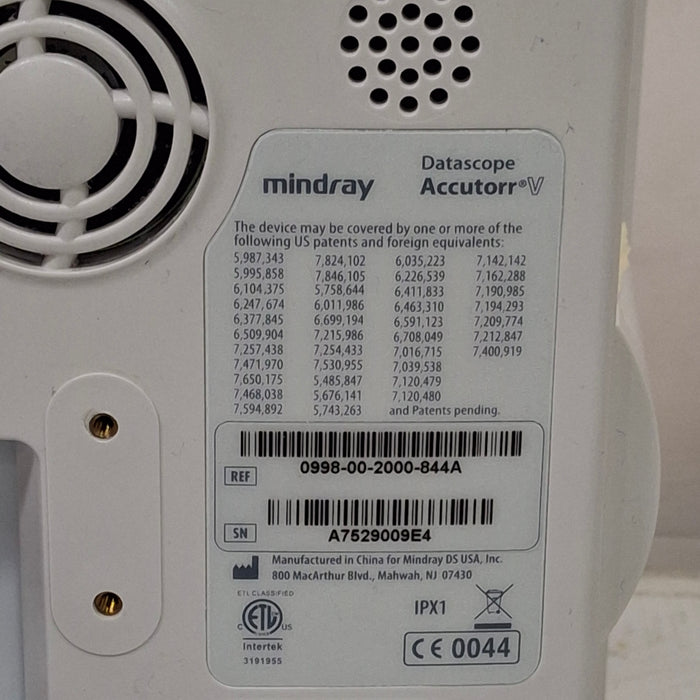 mindray
Datascope
Accutorr®V
The device may be covered by one or more of the
following US patents and foreign equivalents:
5,987,343 7,824,102 6,035,223 7,142,142
5,995,858 7,846,105 6,226,539 7,162,288
6,104,375 5,758,644 6,411,833 7,190,985
6,247,674 6,011,986 6,463,310 7,194,293
6,377,845 6,699,194 6,591,123 7,209,774
6,509,904 7,215,986 6,708,049 7,212,847
7,257,438 7,254,433 7,016,715 7,400,919
7,471,970 7,530,955 7,039,538
7,650,175 5,485,847 7,120,479
7,468,038 5,676,141 7,120,480
7,594,892 5,743,263 and Patents pending.
0998-00-2000-844A
REF
SN
A7529009E4
Manufactured in China for Mindray DS USA, Inc.
800 MacArthur Blvd., Mahwah, NJ 07430
ETL CLASSIFIED
C ETL US
Intertek
3191955
IPX1
CE 0044